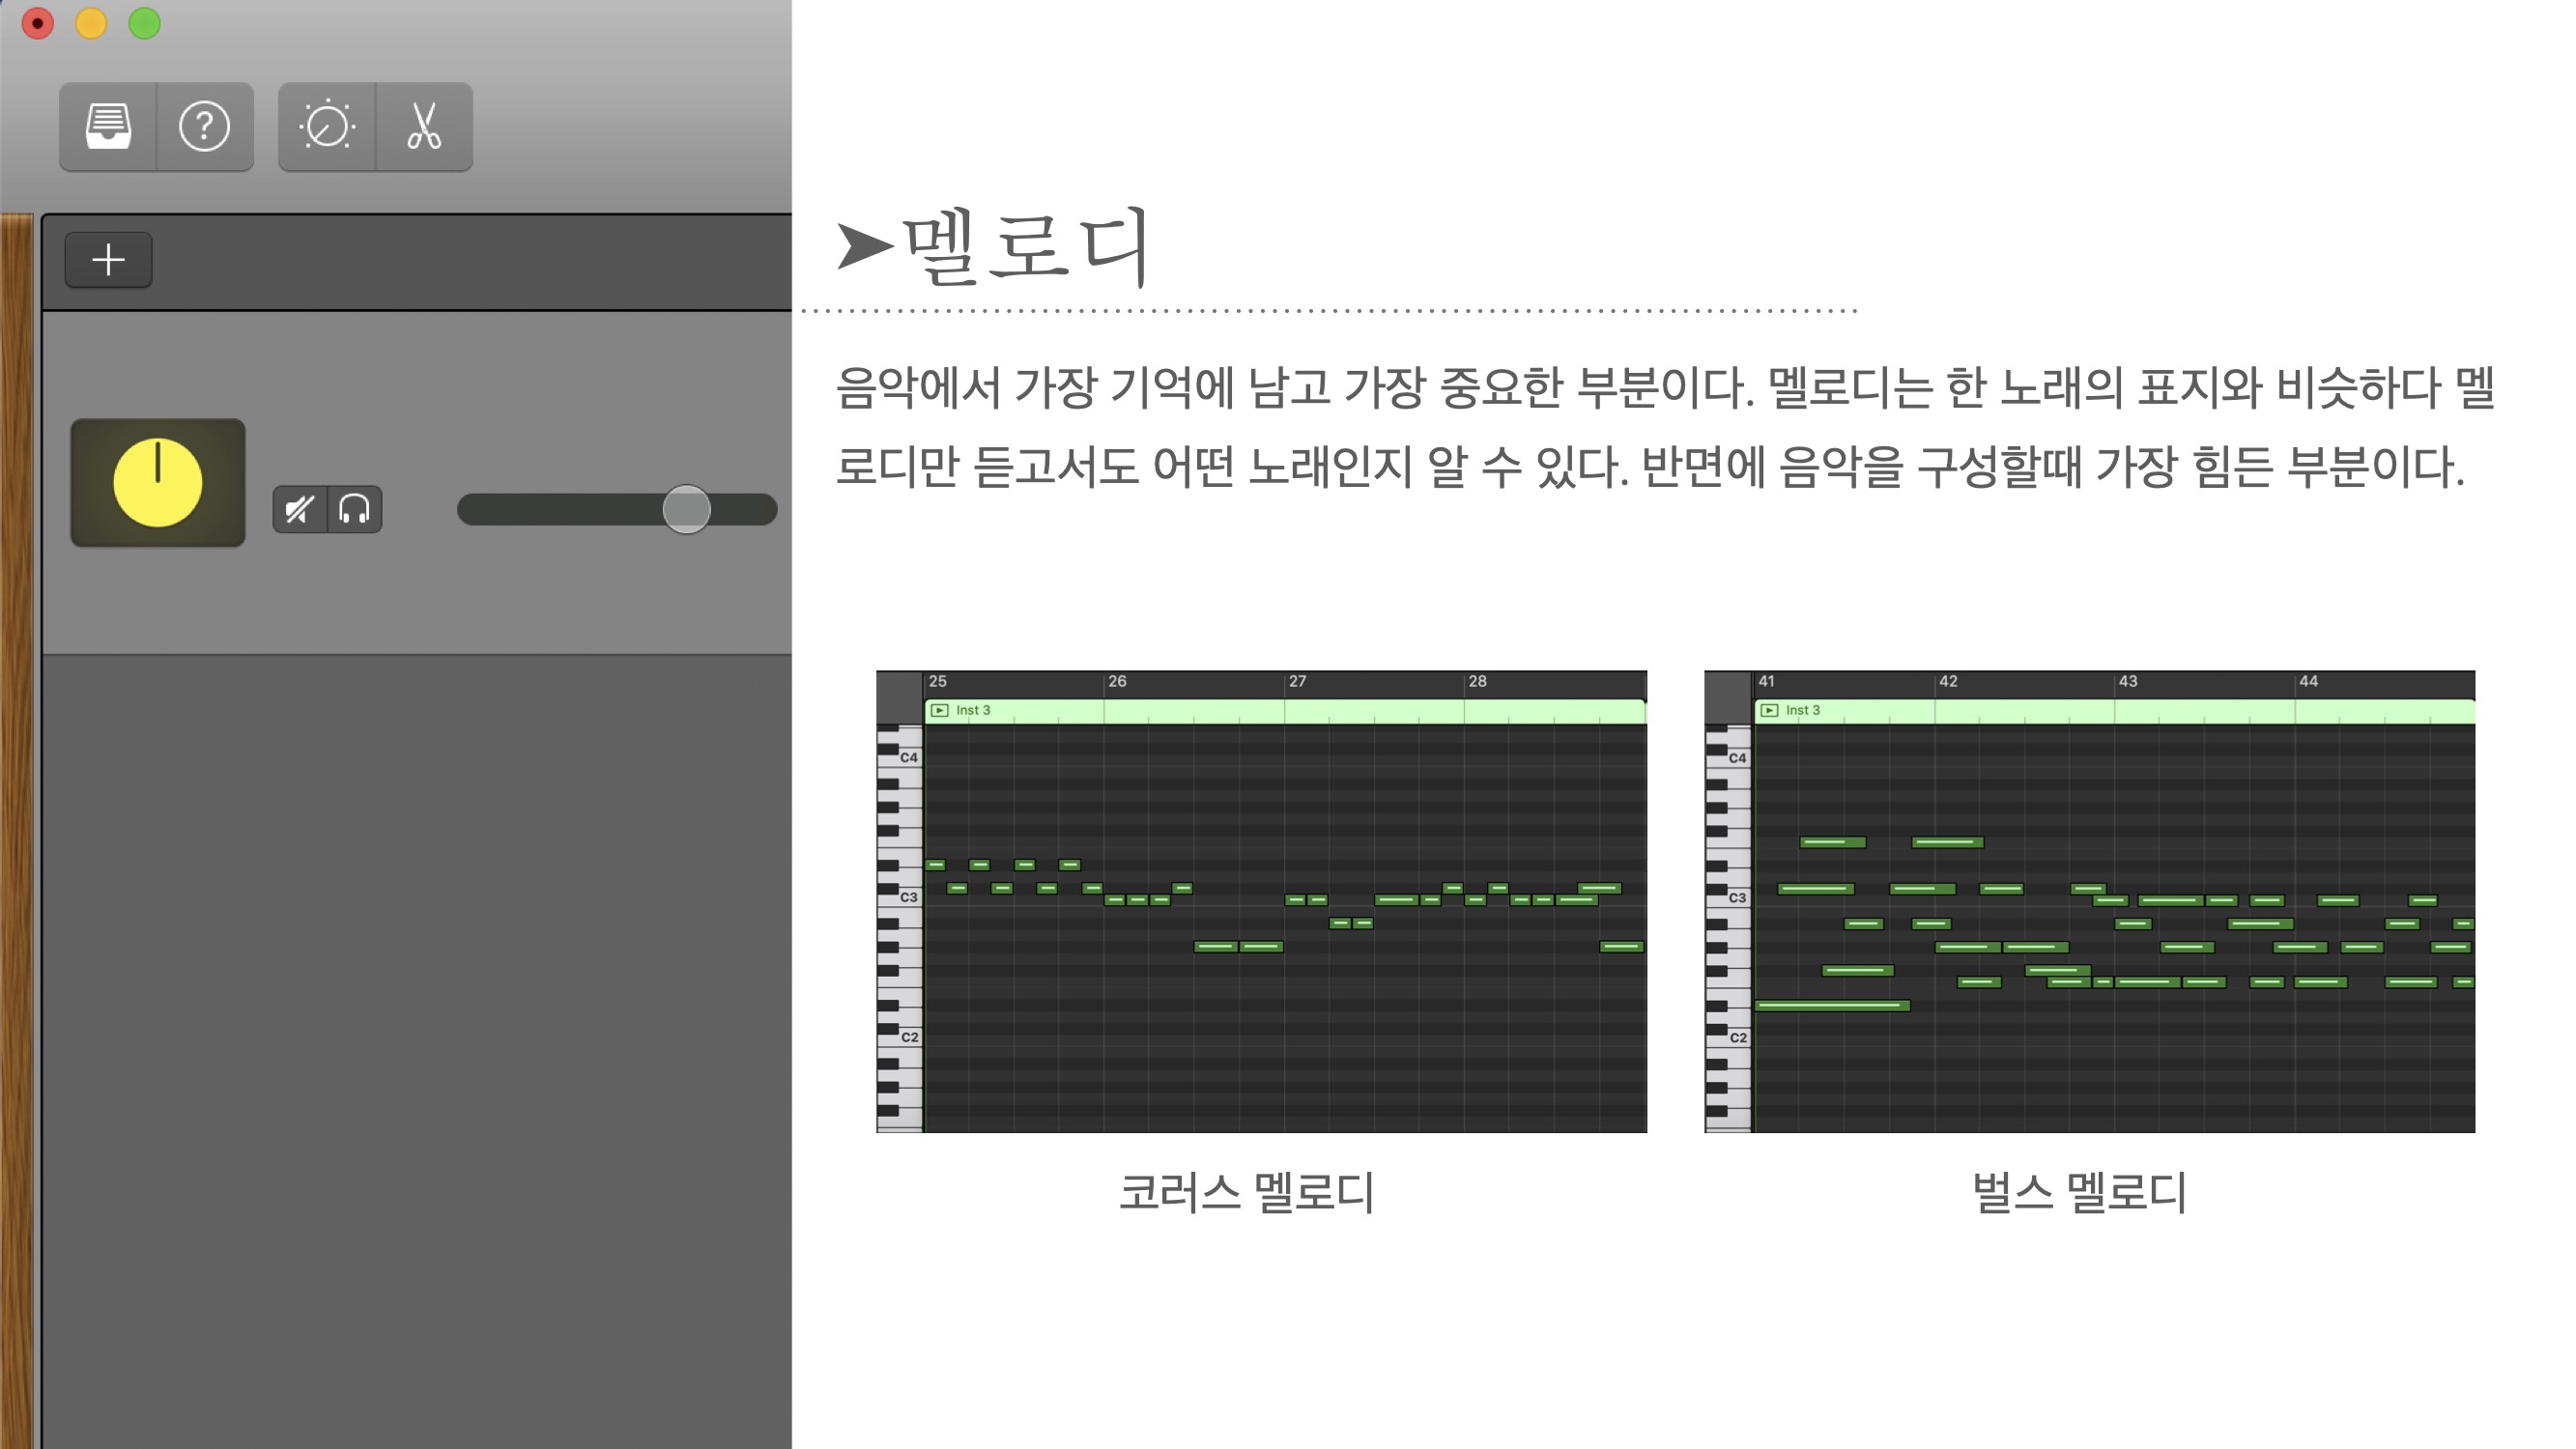 ➤멜로디
음악에서 가장 기억에 남고 가장 중요한 부분이다. 멜로디는 한 노래의 표지와 비슷하다 멜
로디만 듣고서도 어떤 노래인지 알 수 있다. 반면에 음악을 구성할때 가장 힘든 부분이다.
25 26 27 28
Inst 3
C4
C3
C2
코러스 멜로디
41 42 43 44
Inst 3
C4
C3
C2
벌스 멜로디